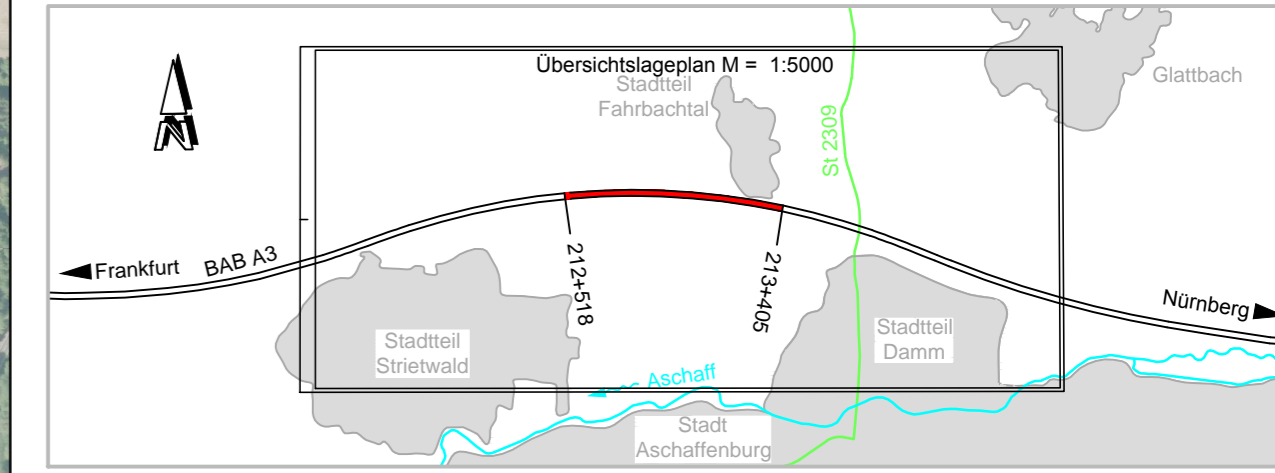 Übersichtslageplan M = 1:5000
Stadtteil
Fahrbachtal
Glattbach
St 2309
N
Frankfurt
BAB A3
212+518
213+405
Nürnberg
Stadtteil
Strietwald
Stadtteil
Damm
Aschaff
Stadt
Aschaffenburg